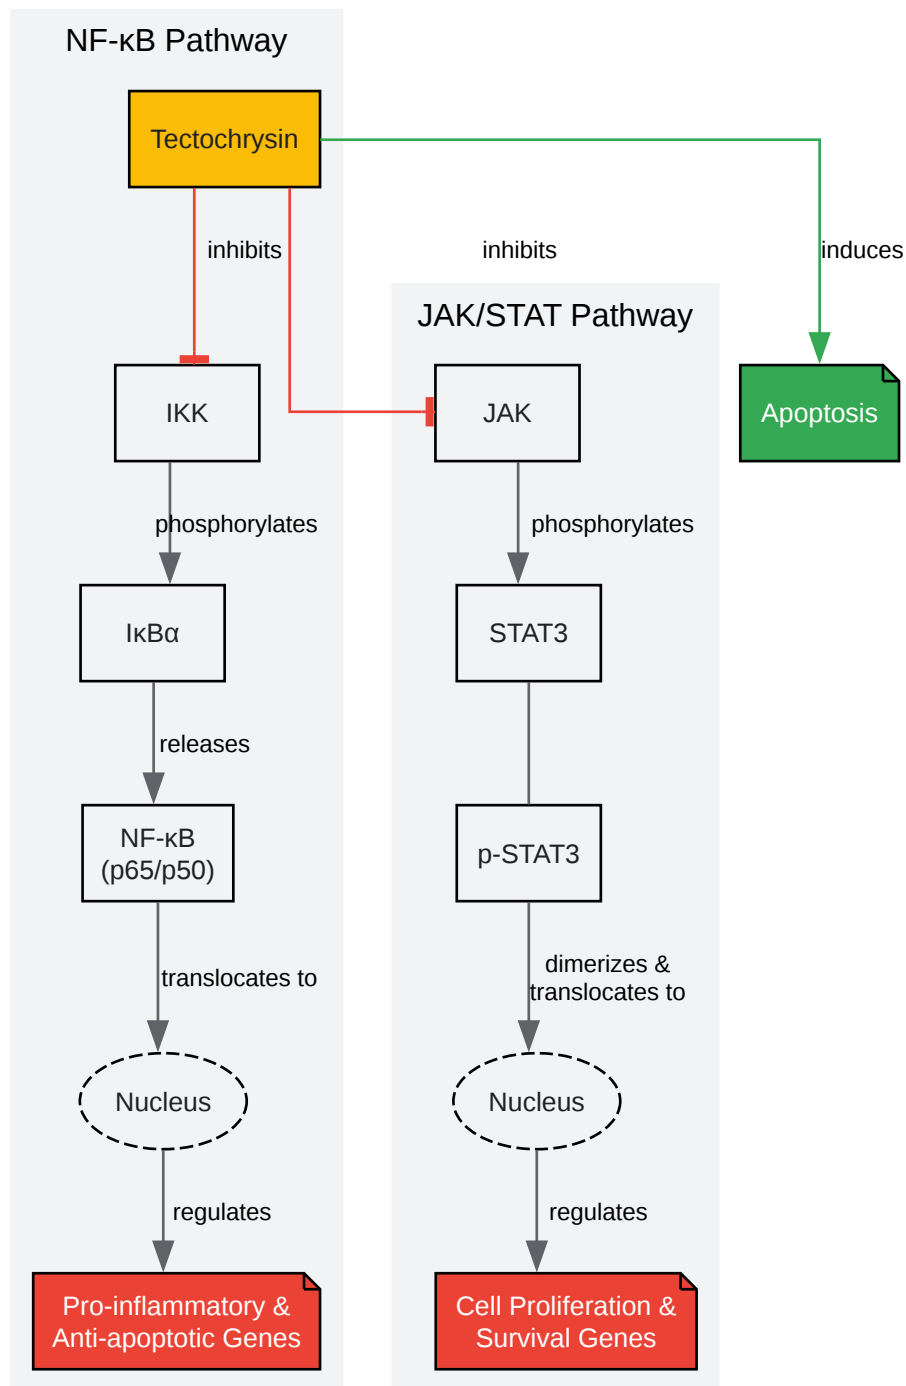 NF-κB Pathway
Tectochrysin
inhibits
inhibits
induces
JAK/STAT Pathway
IKK
JAK
Apoptosis
phosphorylates
phosphorylates
IκBα
STAT3
releases
NF-κB
(p65/p50)
p-STAT3
translocates to
dimerizes &
translocates to
Nucleus
Nucleus
regulates
regulates
Pro-inflammatory &
Anti-apoptotic Genes
Cell Proliferation &
Survival Genes